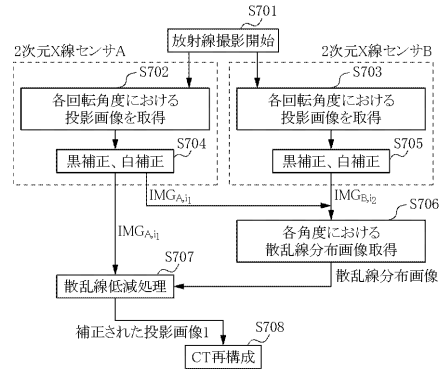 S701
放射線撮影開始
2次元X線センサA
2次元X線センサB
S702
各回転角度における
投影画像を取得
S703
各回転角度における
投影画像を取得
S704
黒補正、白補正
S705
黒補正、白補正
IMGA,i1
IMGB,i2
S706
各角度における
散乱線分布画像取得
IMGA,i1
S707
散乱線低減処理
散乱線分布画像
補正された投影画像1
S708
CT再構成